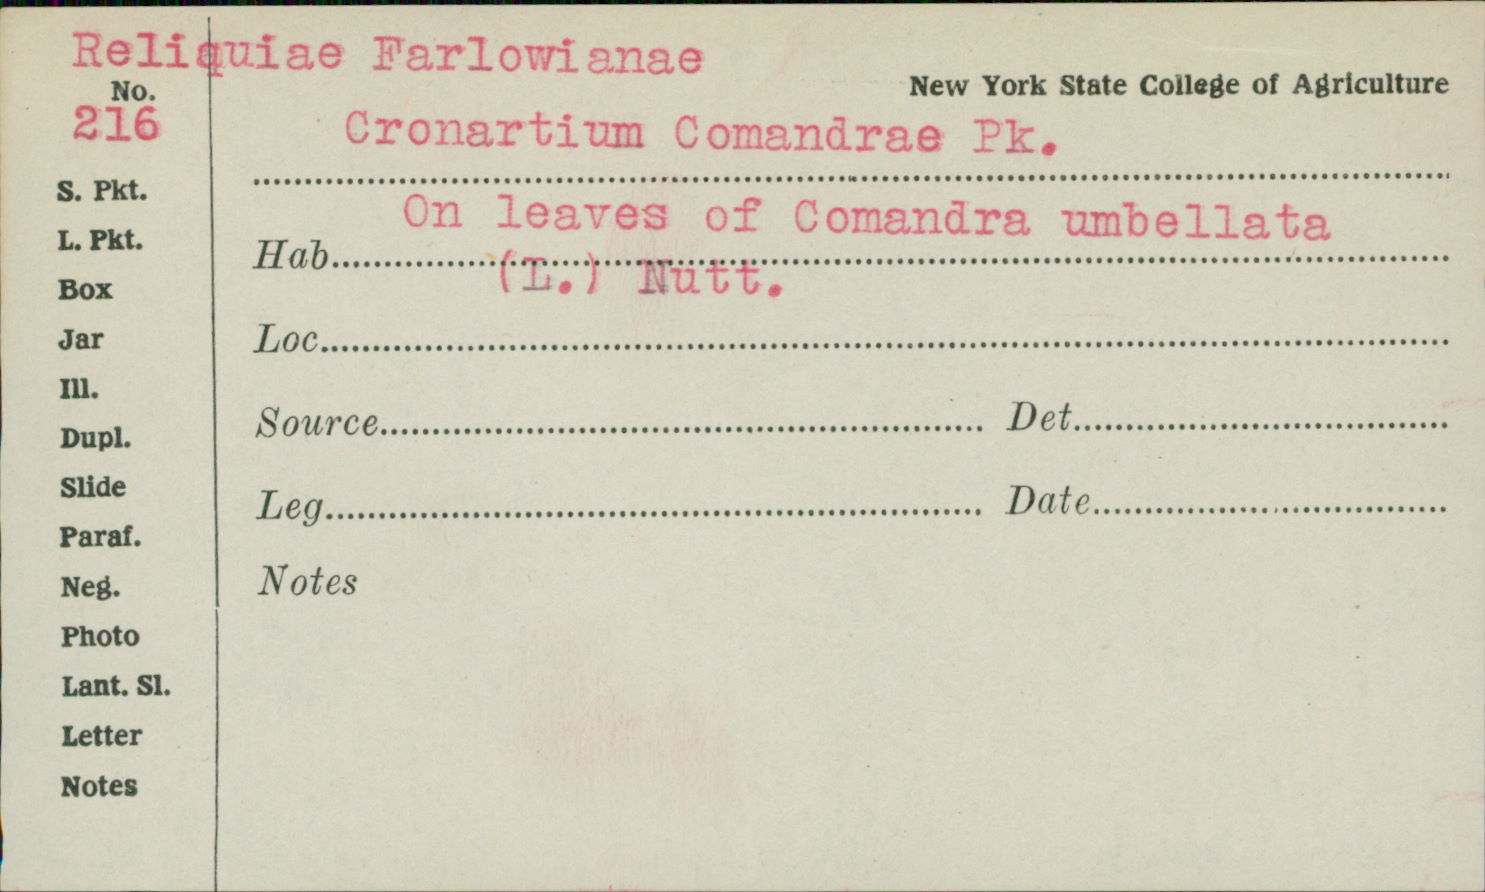 Reliquiae Farlowianae
No.
New York State College of Agriculture
216
Cronartium Comandrae Pk.
S. Pkt.
On leaves of Comandra umbellata
L. Pkt.
Hab
(L.) Nutt.
Box
Jar
Loc
Ill.
Source Det
Dupl.
Slide
Leg Date
Paraf.
Neg.
Notes
Photo
Lant. Sl.
Letter
Notes